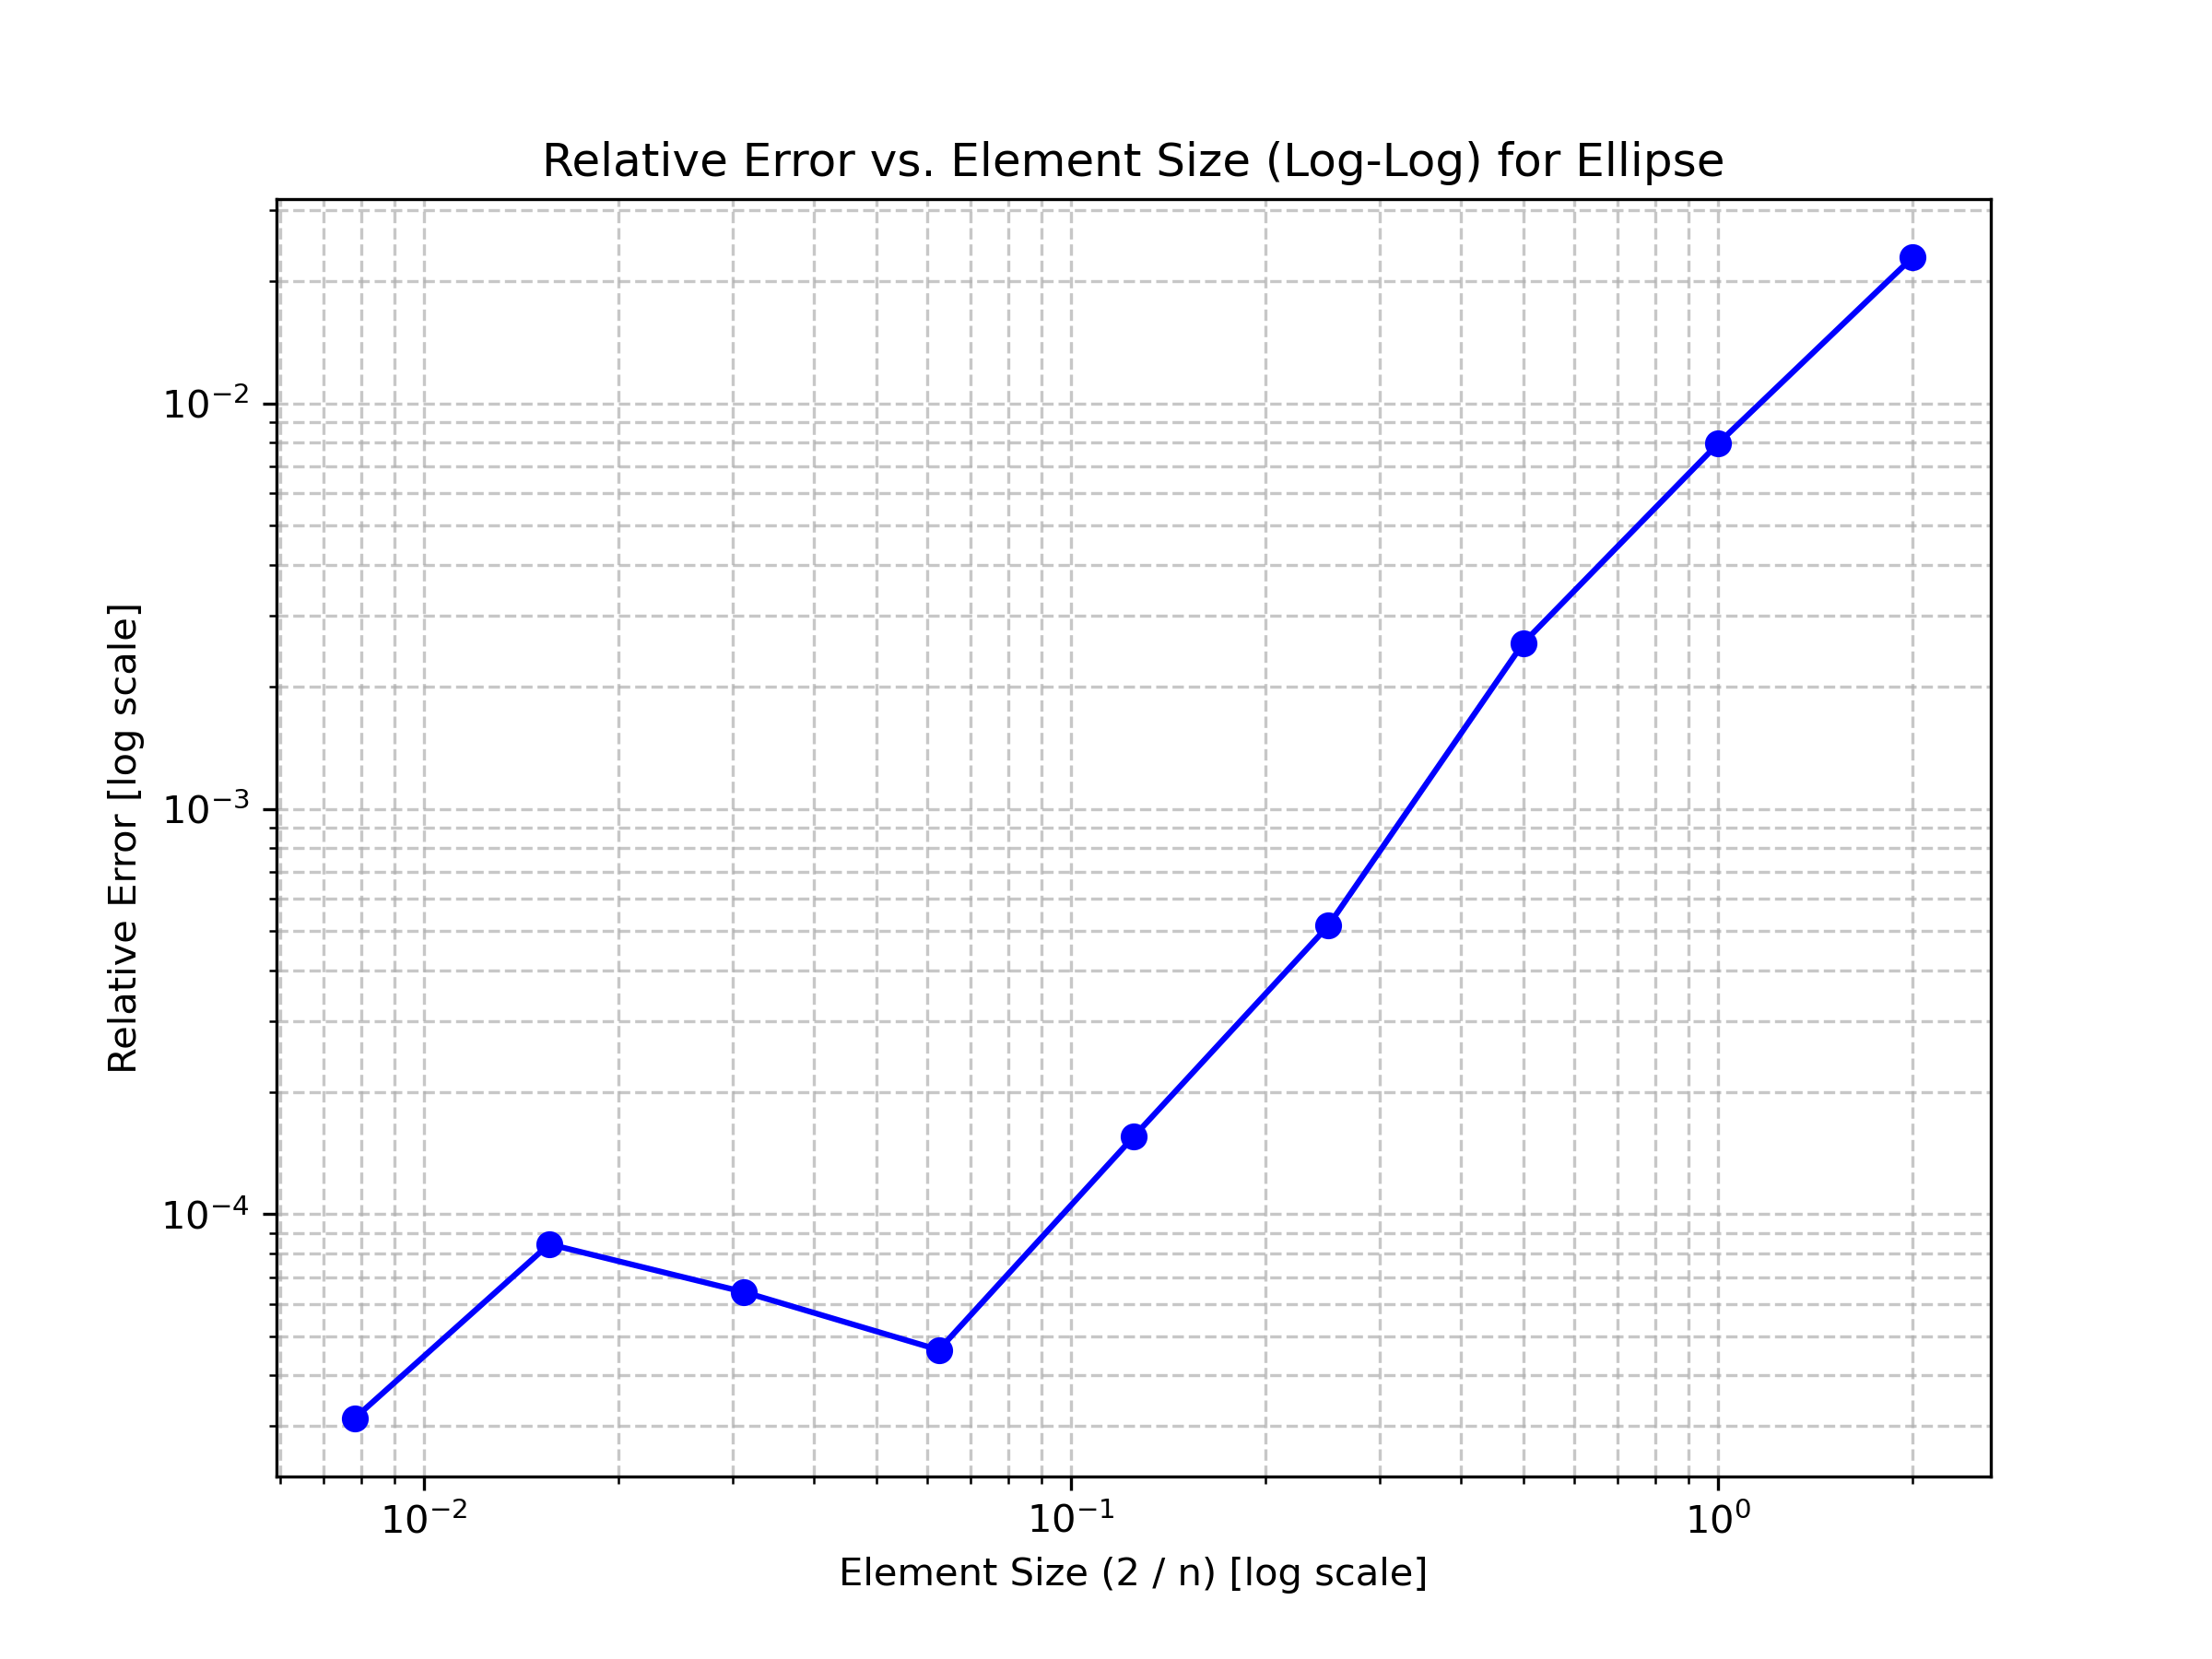 Relative Error vs. Element Size (Log-Log) for Ellipse
Relative Error [log scale]
10⁻²
10⁻³
10⁻⁴
10⁻² 10⁻¹ 10⁰
Element Size (2 / n) [log scale]